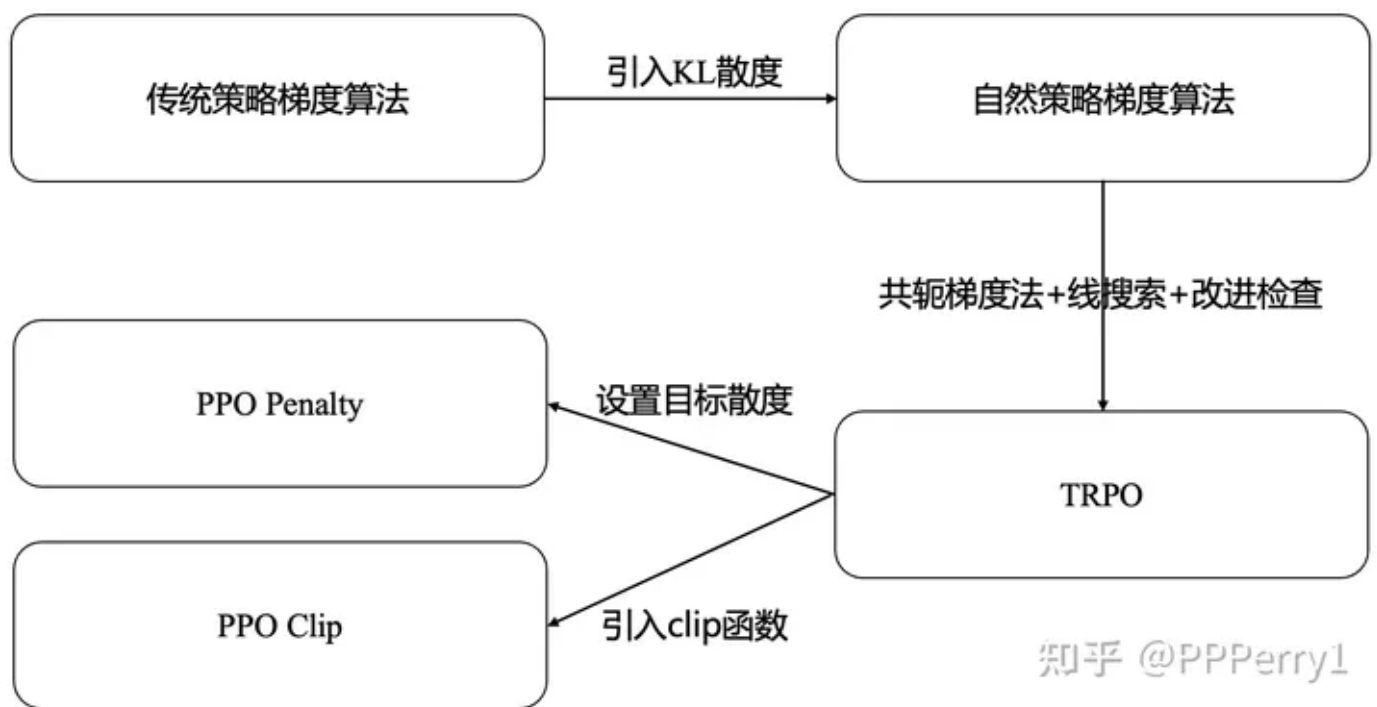 传统策略梯度算法
引入KL散度
自然策略梯度算法
共轭梯度法+线搜索+改进检查
PPO Penalty
设置目标散度
TRPO
PPO Clip
引入clip函数
知乎 @PPPerry1